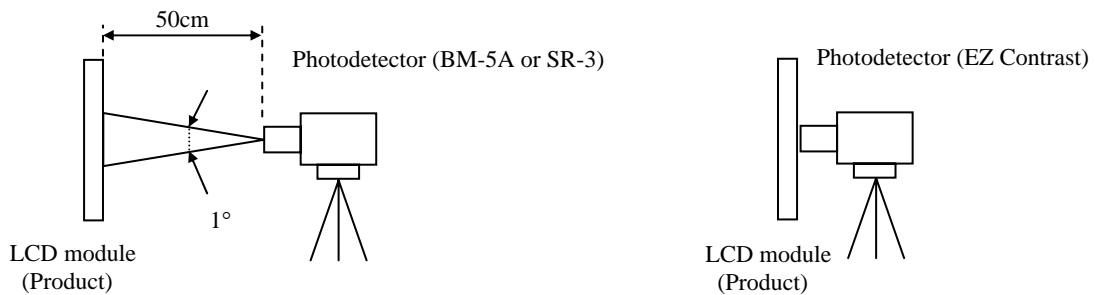 50cm
Photodetector (BM-5A or SR-3)
1°
LCD module
(Product)
Photodetector (EZ Contrast)
LCD module
(Product)